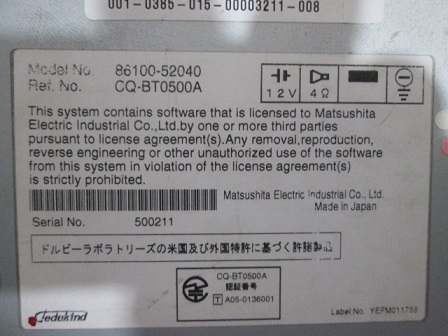 001-0385-015-00003211-008
Model No. 86100-52040
Ref. No. CQ-BT0500A
12V 4Ω
This system contains software that is licensed to Matsushita
Electric Industrial Co.,Ltd.by one or more third parties
pursuant to license agreement(s).Any removal,reproduction,
reverse engineering or other unauthorized use of the software
from this system in violation of the license agreement(s)
is strictly prohibited.
Matsushita Electric Industrial Co., Ltd.
Made in Japan
Serial No. 500211
ドルビーラボラトリーズの米国及び外国特許に基づく許諾製品
CQ-BT0500A
認証番号
T A05-0136001
Jedukind
Label No. YEFM011755